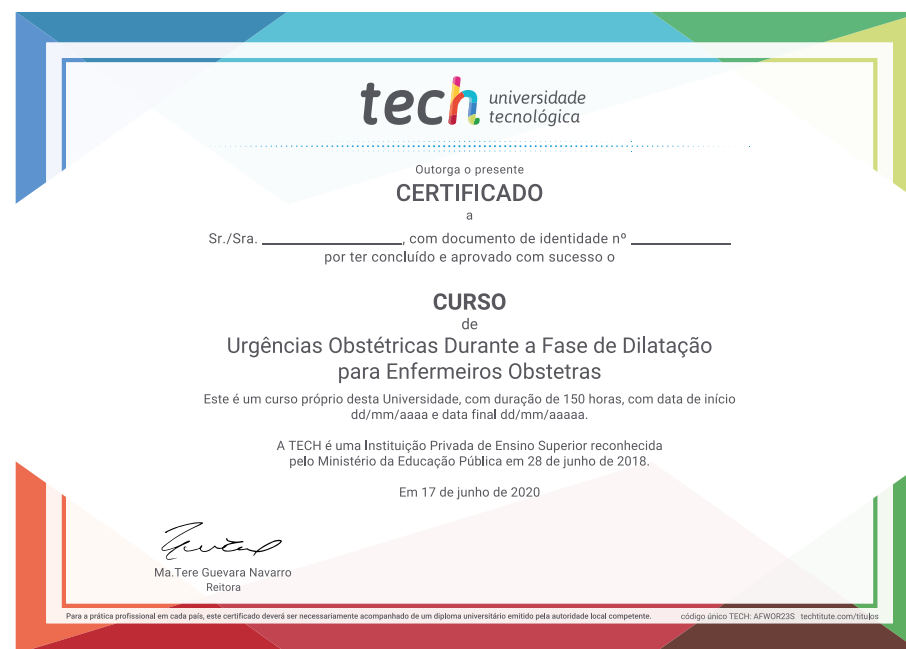 tech universidade
tecnológica
Outorga o presente
CERTIFICADO
a
Sr./Sra. ____________________, com documento de identidade nº ______________
por ter concluído e aprovado com sucesso o
CURSO
de
Urgências Obstétricas Durante a Fase de Dilatação
para Enfermeiros Obstetras
Este é um curso próprio desta Universidade, com duração de 150 horas, com data de início
dd/mm/aaaa e data final dd/mm/aaaaa.
A TECH é uma Instituição Privada de Ensino Superior reconhecida
pelo Ministério da Educação Pública em 28 de junho de 2018.
Em 17 de junho de 2020
Ma.Tere Guevara Navarro
Reitora
Para a prática profissional em cada país, este certificado deverá ser necessariamente acompanhado de um diploma universitário emitido pela autoridade local competente. código único TECH: AFWOR23S techtitute.com/titulos